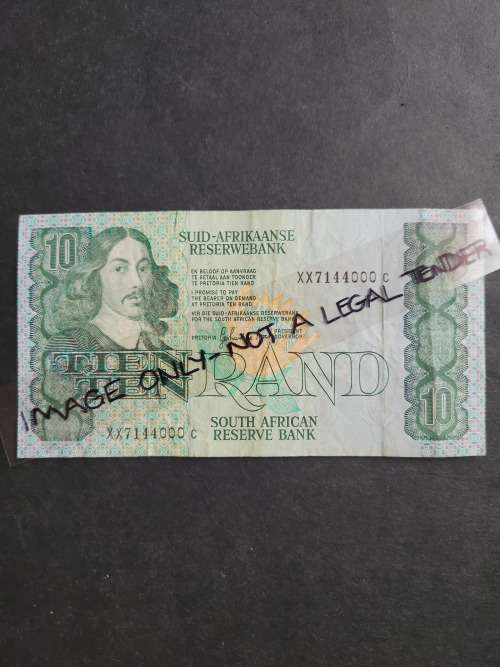 10
SUID-AFRIKAANSE
RESERWEBANK
EK BELOOF OP AANVRAAG
TE BETAAL AAN TOONDER
TE PRETORIA TIEN RAND
I PROMISE TO PAY
THE BEARER ON DEMAND
AT PRETORIA TEN RAND
XX7144000 C
VIR DIE SUID-AFRIKAANSE RESERWEBANK
FOR THE SOUTH AFRICAN RESERVE BANK
PRETORIA
PRESIDENT
GOVERNOR
IMAGE ONLY - NOT A LEGAL TENDER
TIEN
TEN RAND
10
XX7144000 C
SOUTH AFRICAN
RESERVE BANK